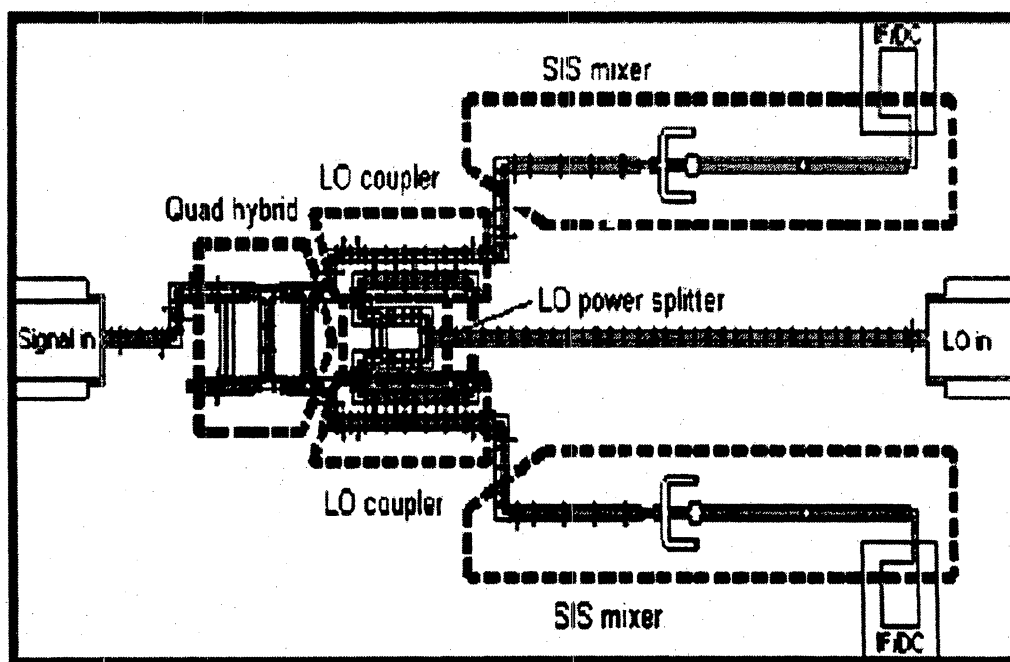 IF/DC
SIS mixer
LO coupler
Quad hybrid
LO power splitter
Signal in
LO in
LO coupler
SIS mixer
IF/DC